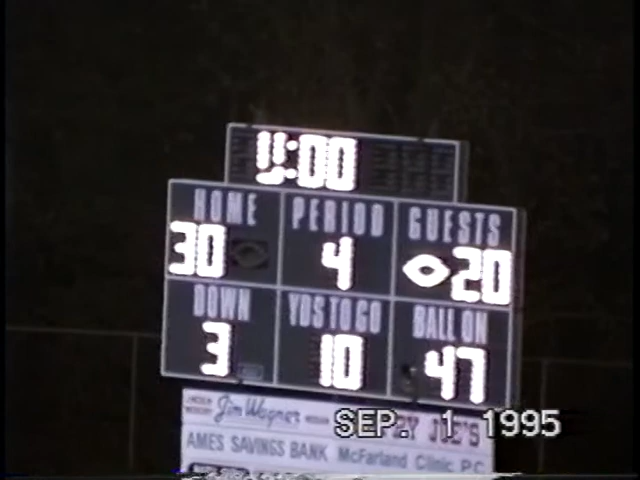 :00
HOME PERIOD GUESTS
30 4 20
DOWN YDS TO GO BALL ON
3 10 47
Jim Wagner JOE'S
SEP. 1 1995
AMES SAVINGS BANK McFarland Clinic P.C.